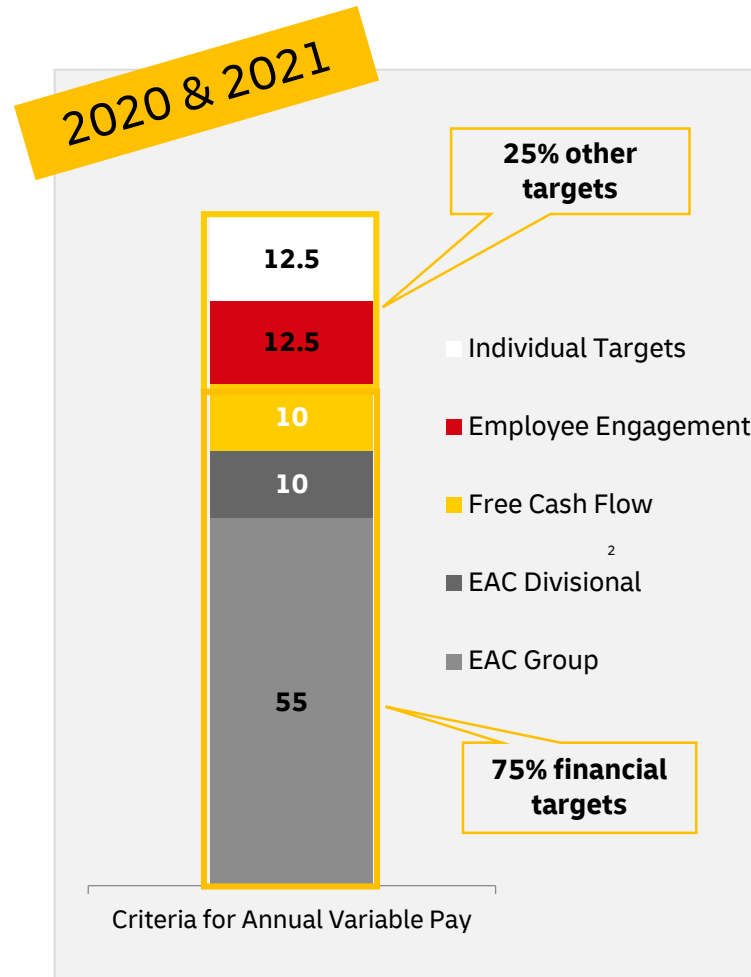 2020 & 2021
25% other
targets
12.5
12.5
10
10
55
Individual Targets
Employee Engagement
Free Cash Flow
2
EAC Divisional
EAC Group
75% financial
targets
Criteria for Annual Variable Pay